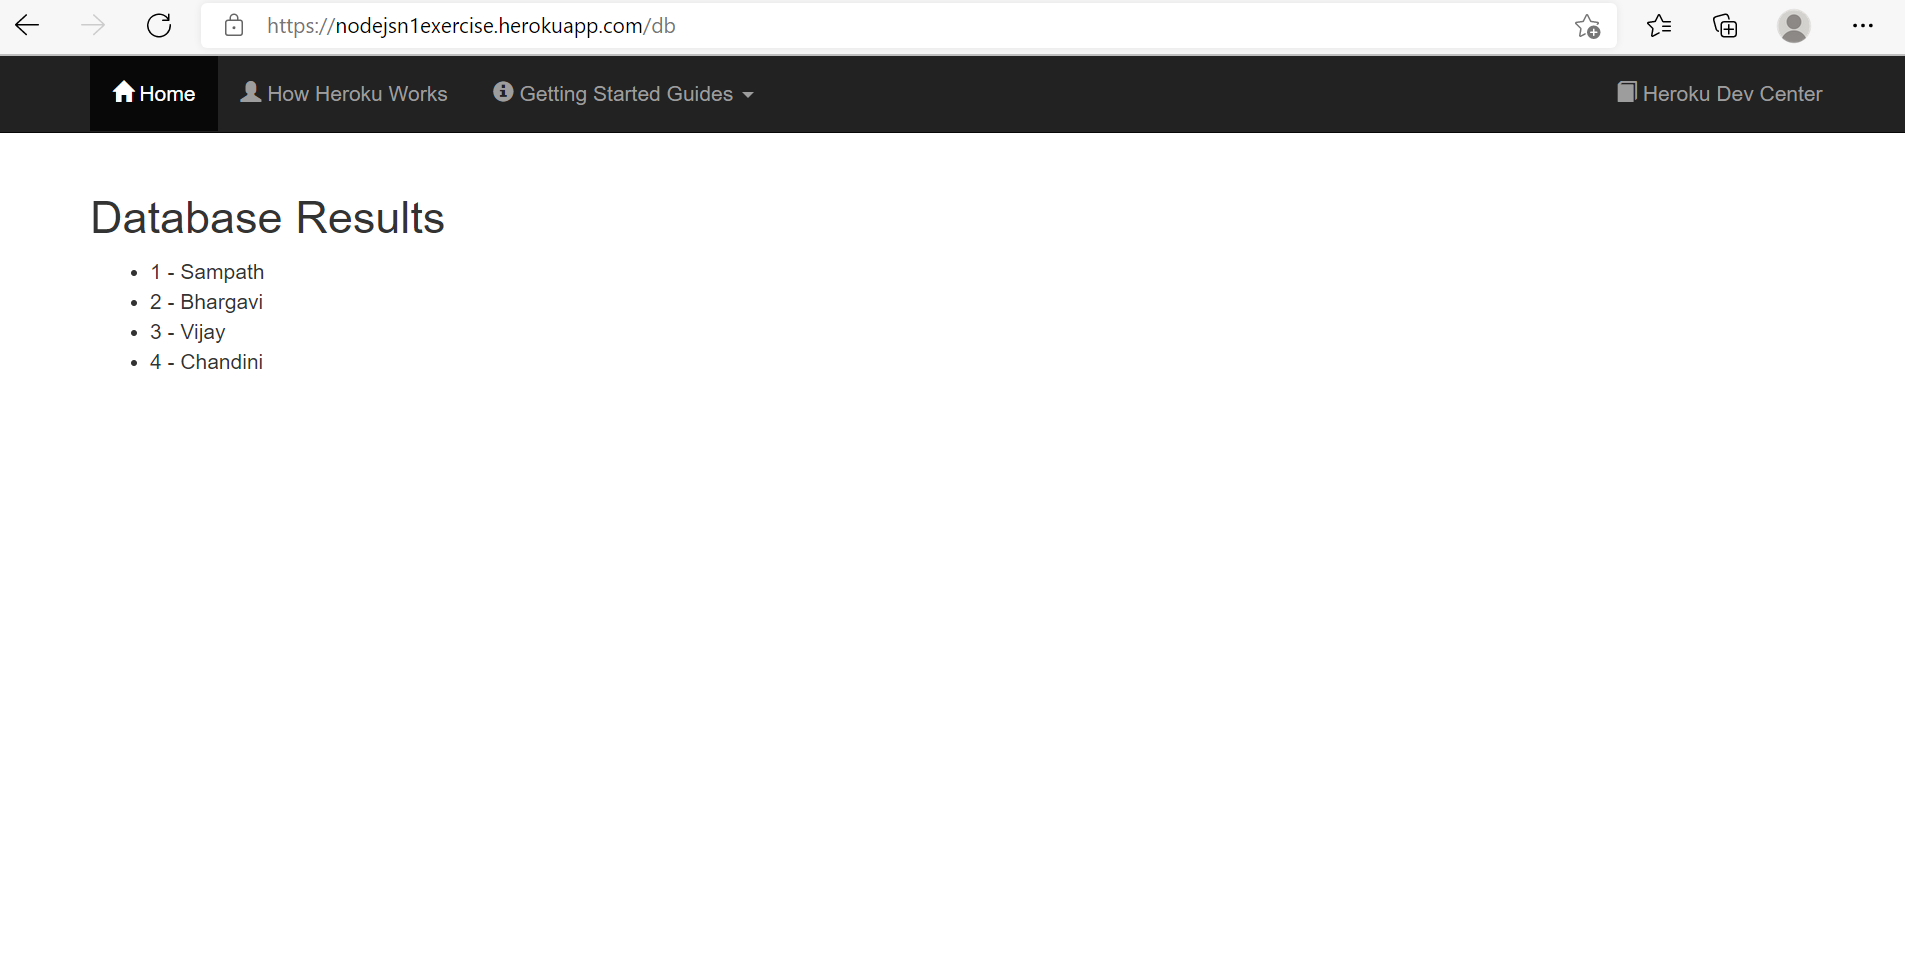 https://nodejsn1exercise.herokuapp.com/db
Home How Heroku Works Getting Started Guides Heroku Dev Center
Database Results
1 - Sampath
2 - Bhargavi
3 - Vijay
4 - Chandini